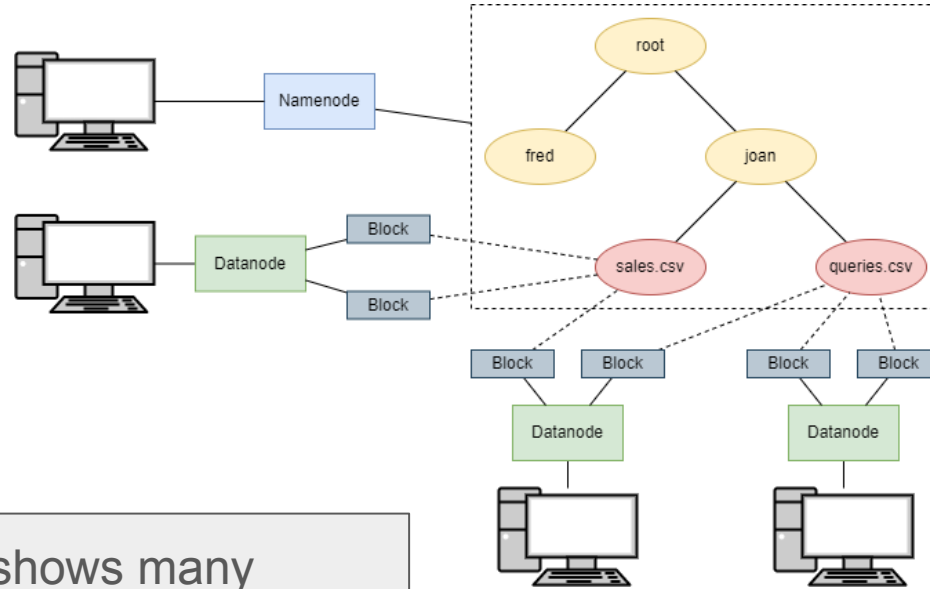 root
Namenode
fred
joan
Block
Datanode
sales.csv
queries.csv
Block
Block
Block
Block
Block
Datanode
Datanode
shows many